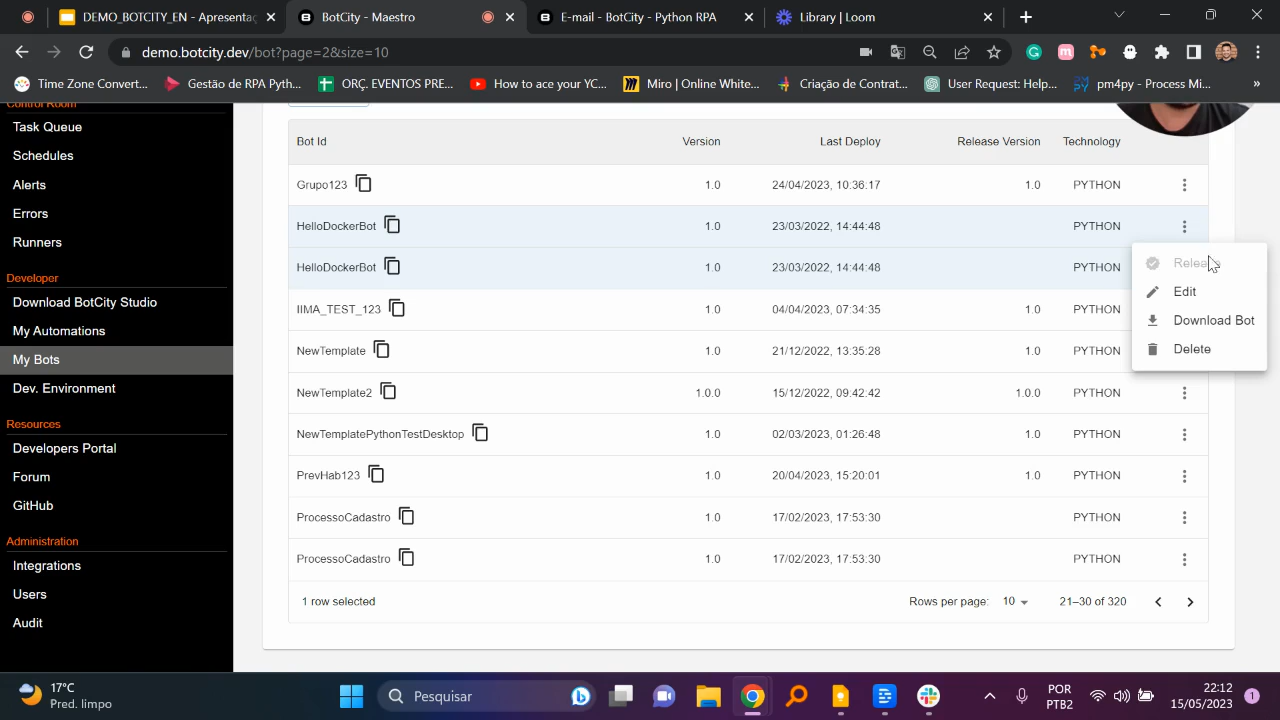 DEMO_BOTCITY_EN - Apresentaç
BotCity - Maestro
E-mail - BotCity - Python RPA
Library | Loom
demo.botcity.dev/bot?page=2&size=10
Time Zone Convert...
Gestão de RPA Pyth...
ORÇ. EVENTOS PRE...
How to ace your YC...
Miro | Online White...
Criação de Contrat...
User Request: Help...
pm4py - Process Mi...
»
Control Room
Task Queue
Schedules
Alerts
Errors
Runners
Developer
Download BotCity Studio
My Automations
My Bots
Dev. Environment
Resources
Developers Portal
Forum
GitHub
Administration
Integrations
Users
Audit
Bot Id Version Last Deploy Release Version Technology
Grupo123 1.0 24/04/2023, 10:36:17 1.0 PYTHON
HelloDockerBot 1.0 23/03/2022, 14:44:48 PYTHON
HelloDockerBot 1.0 23/03/2022, 14:44:48 PYTHON
IIMA_TEST_123 1.0 04/04/2023, 07:34:35 1.0 PYTHON
NewTemplate 1.0 21/12/2022, 13:35:28 1.0 PYTHON
NewTemplate2 1.0.0 15/12/2022, 09:42:42 1.0.0 PYTHON
NewTemplatePythonTestDesktop 1.0 02/03/2023, 01:26:48 1.0 PYTHON
PrevHab123 1.0 20/04/2023, 15:20:01 1.0 PYTHON
ProcessoCadastro 1.0 17/02/2023, 17:53:30 PYTHON
ProcessoCadastro 1.0 17/02/2023, 17:53:30 PYTHON
Release
Edit
Download Bot
Delete
1 row selected Rows per page: 10 21–30 of 320
17°C
Pred. limpo
Pesquisar
POR
PTB2
22:12
15/05/2023
1